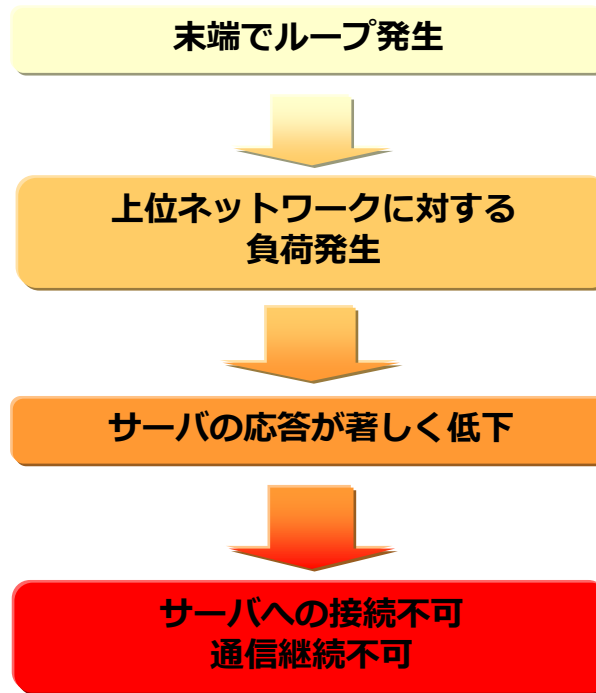 末端でループ発生
上位ネットワークに対する
負荷発生
サーバの応答が著しく低下
サーバへの接続不可
通信継続不可